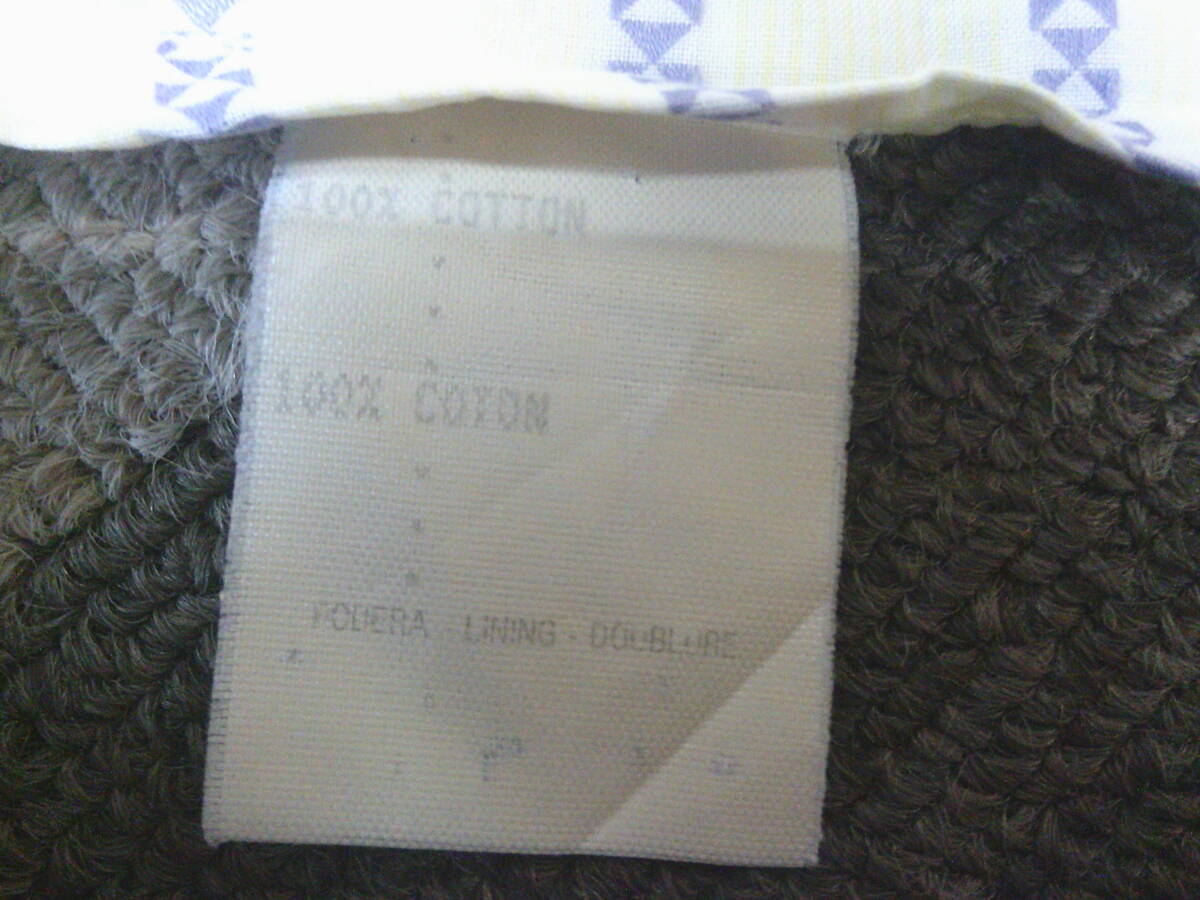 100% COTTON
100% COTON
FODERA - LINING - DOUBLURE